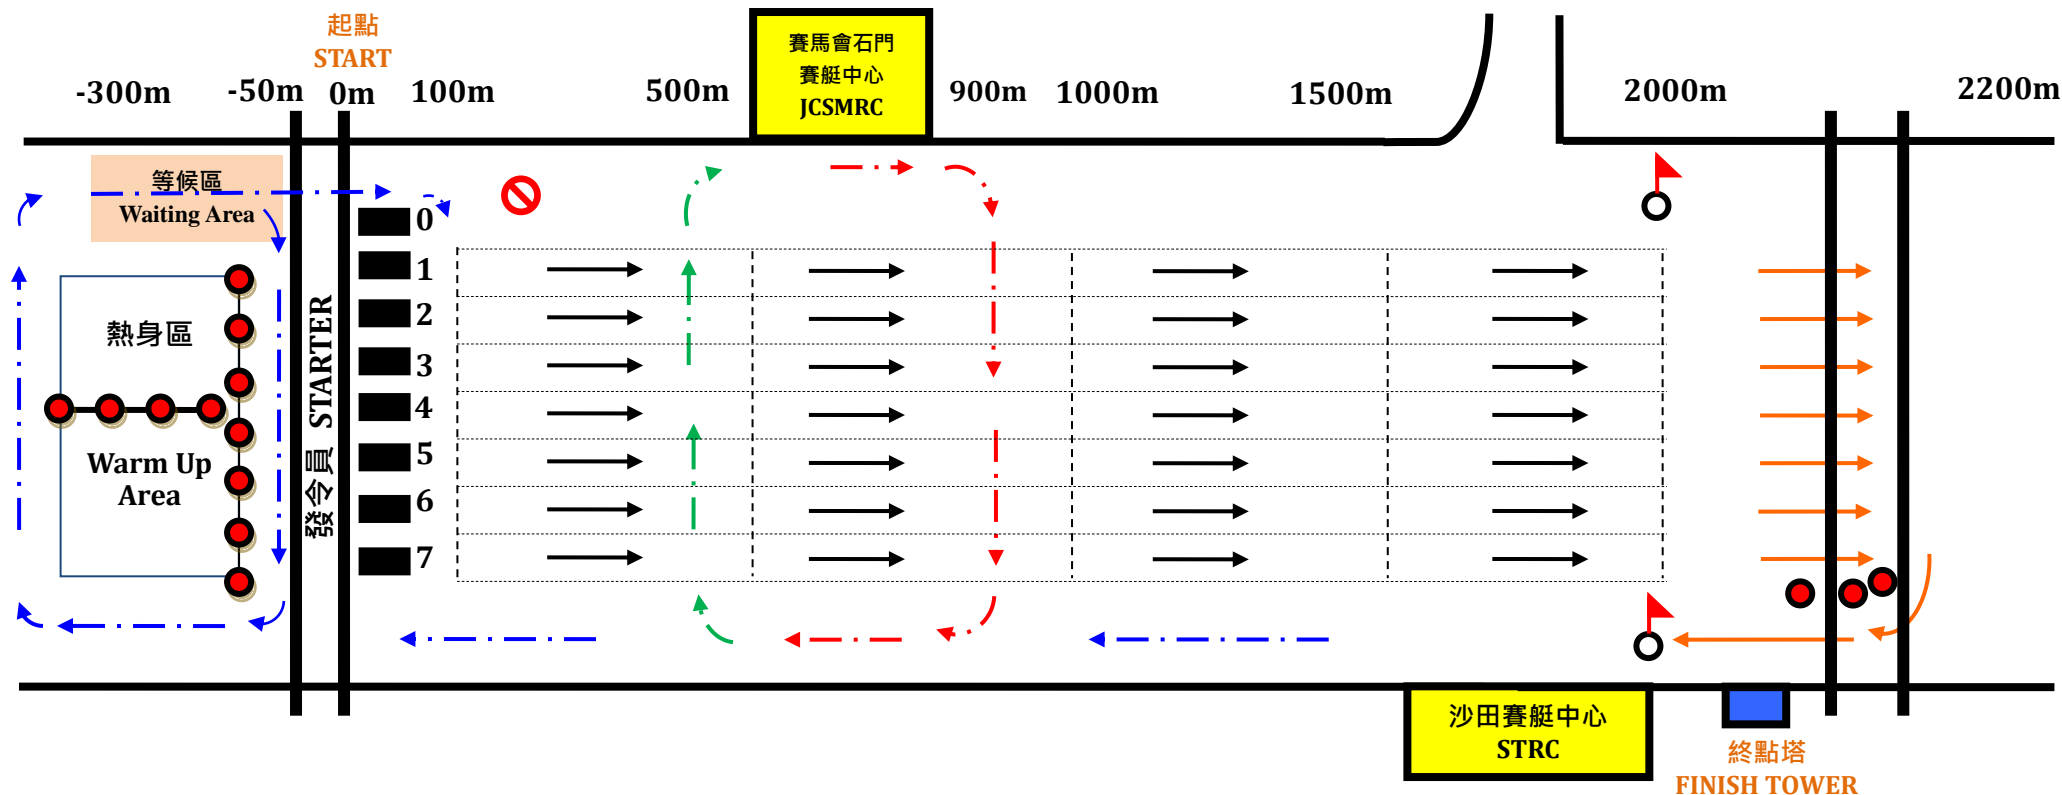 起點
START
-300m
-50m
0m
100m
500m
賽馬會石門
賽艇中心
JCSMRC
900m
1000m
1500m
2000m
2200m
等候區
Waiting Area
熱身區
Warm Up
Area
發令員 STARTER
0
1
2
3
4
5
6
7
沙田賽艇中心
STRC
終點塔
FINISH TOWER